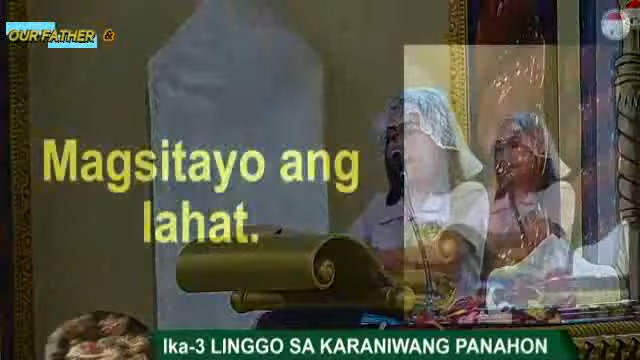 OUR FATHER &
Magsitayo ang
lahat.
Ika-3 LINGGO SA KARANIWANG PANAHON